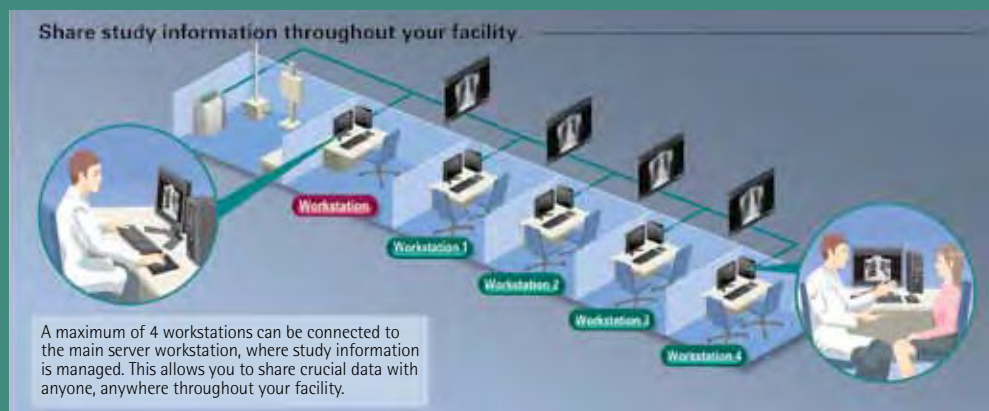 Share study information throughout your facility
Workstation
Workstation 1
Workstation 2
Workstation 3
Workstation 4
A maximum of 4 workstations can be connected to
the main server workstation, where study information
is managed. This allows you to share crucial data with
anyone, anywhere throughout your facility.